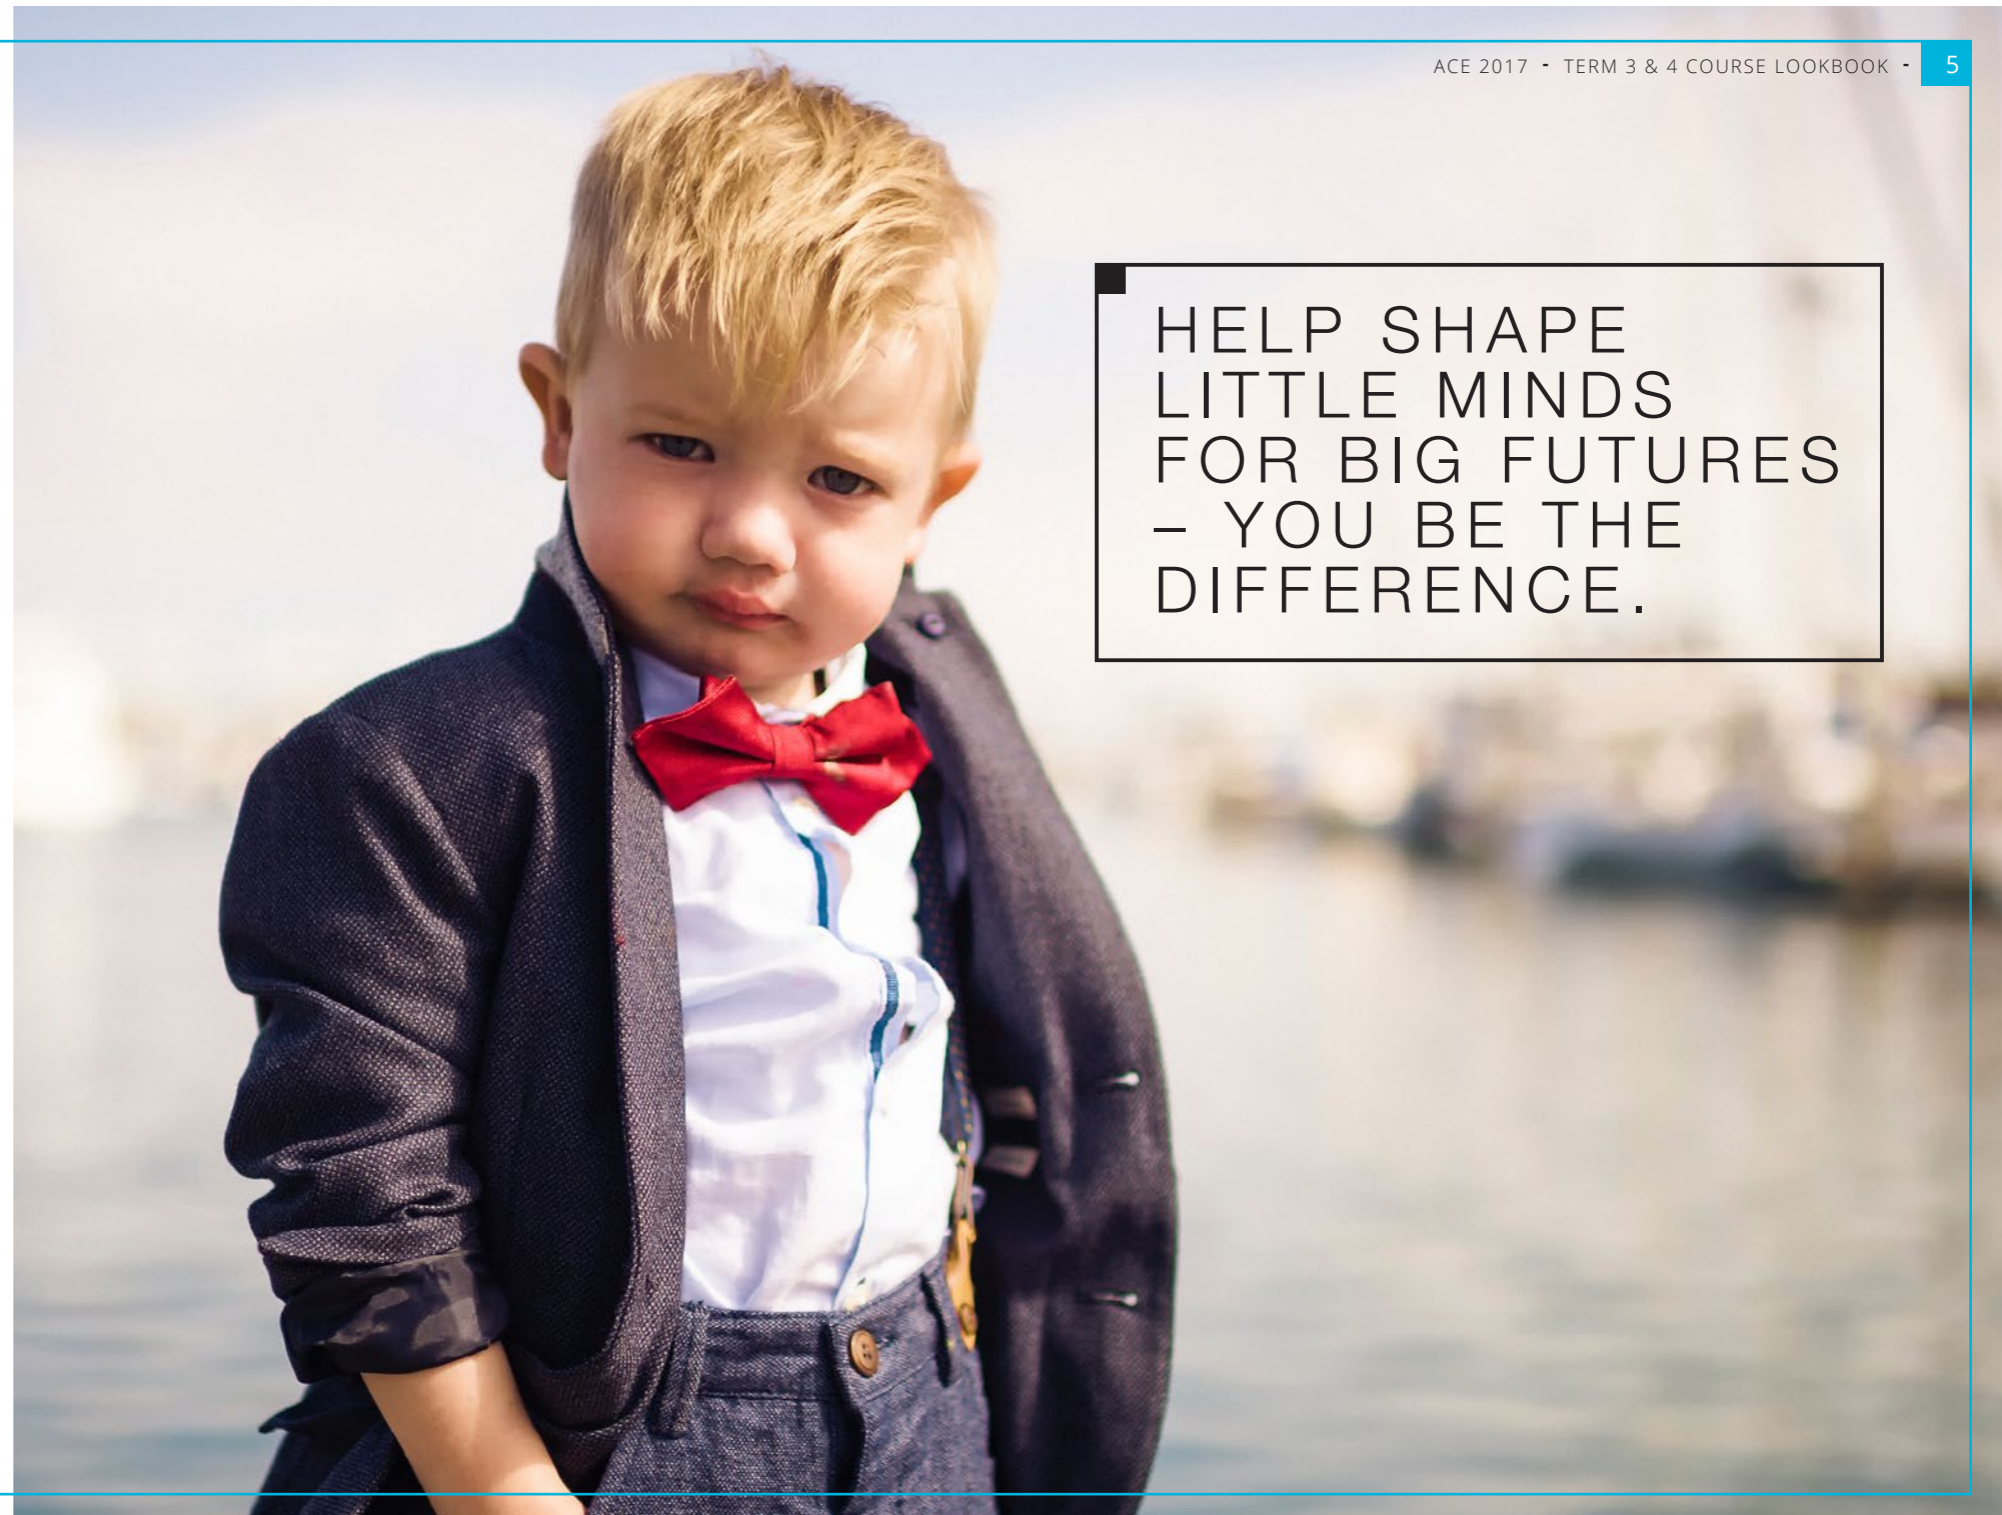 ACE 2017 - TERM 3 & 4 COURSE LOOKBOOK - 5
HELP SHAPE
LITTLE MINDS
FOR BIG FUTURES
– YOU BE THE
DIFFERENCE.